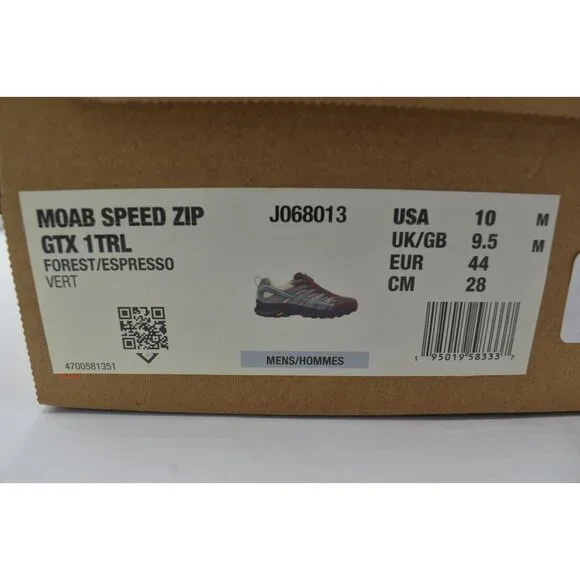 MOAB SPEED ZIP
GTX 1TRL
FOREST/ESPRESSO
VERT
4700581351
J068013
MENS/HOMMES
USA 10 M
UK/GB 9.5 M
EUR 44
CM 28
1 95019 58333 7